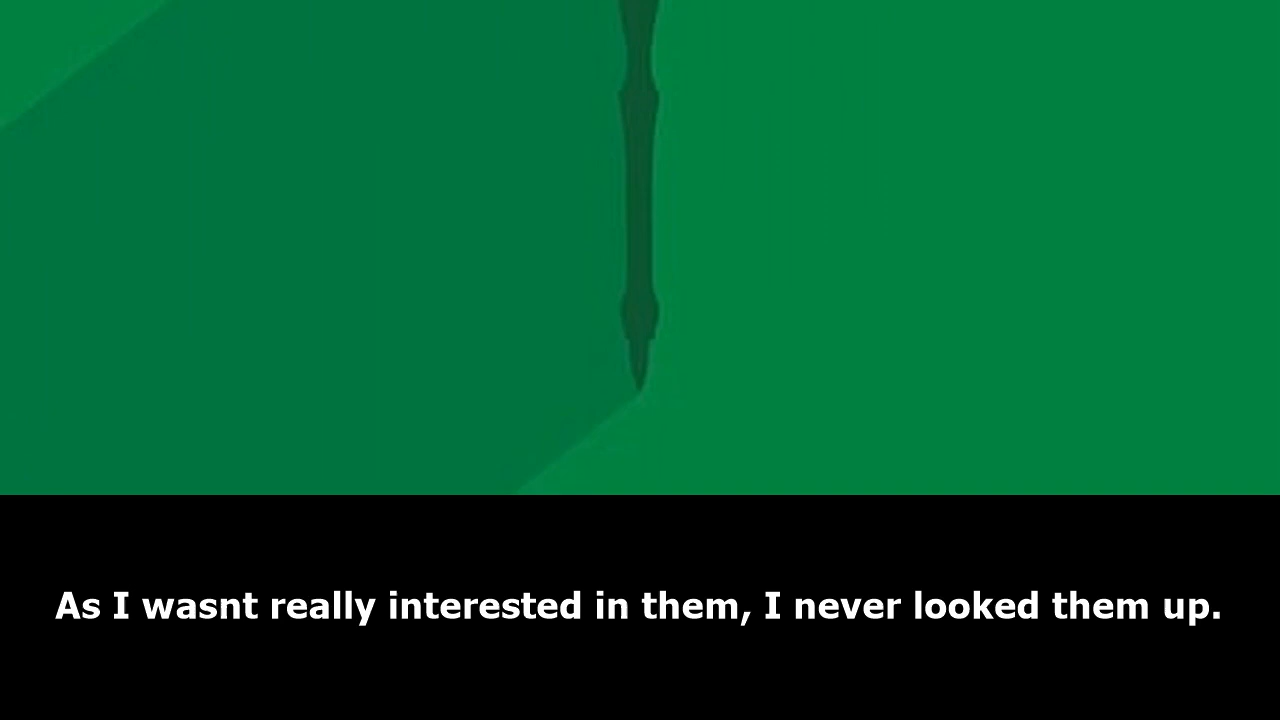 As I wasnt really interested in them, I never looked them up.